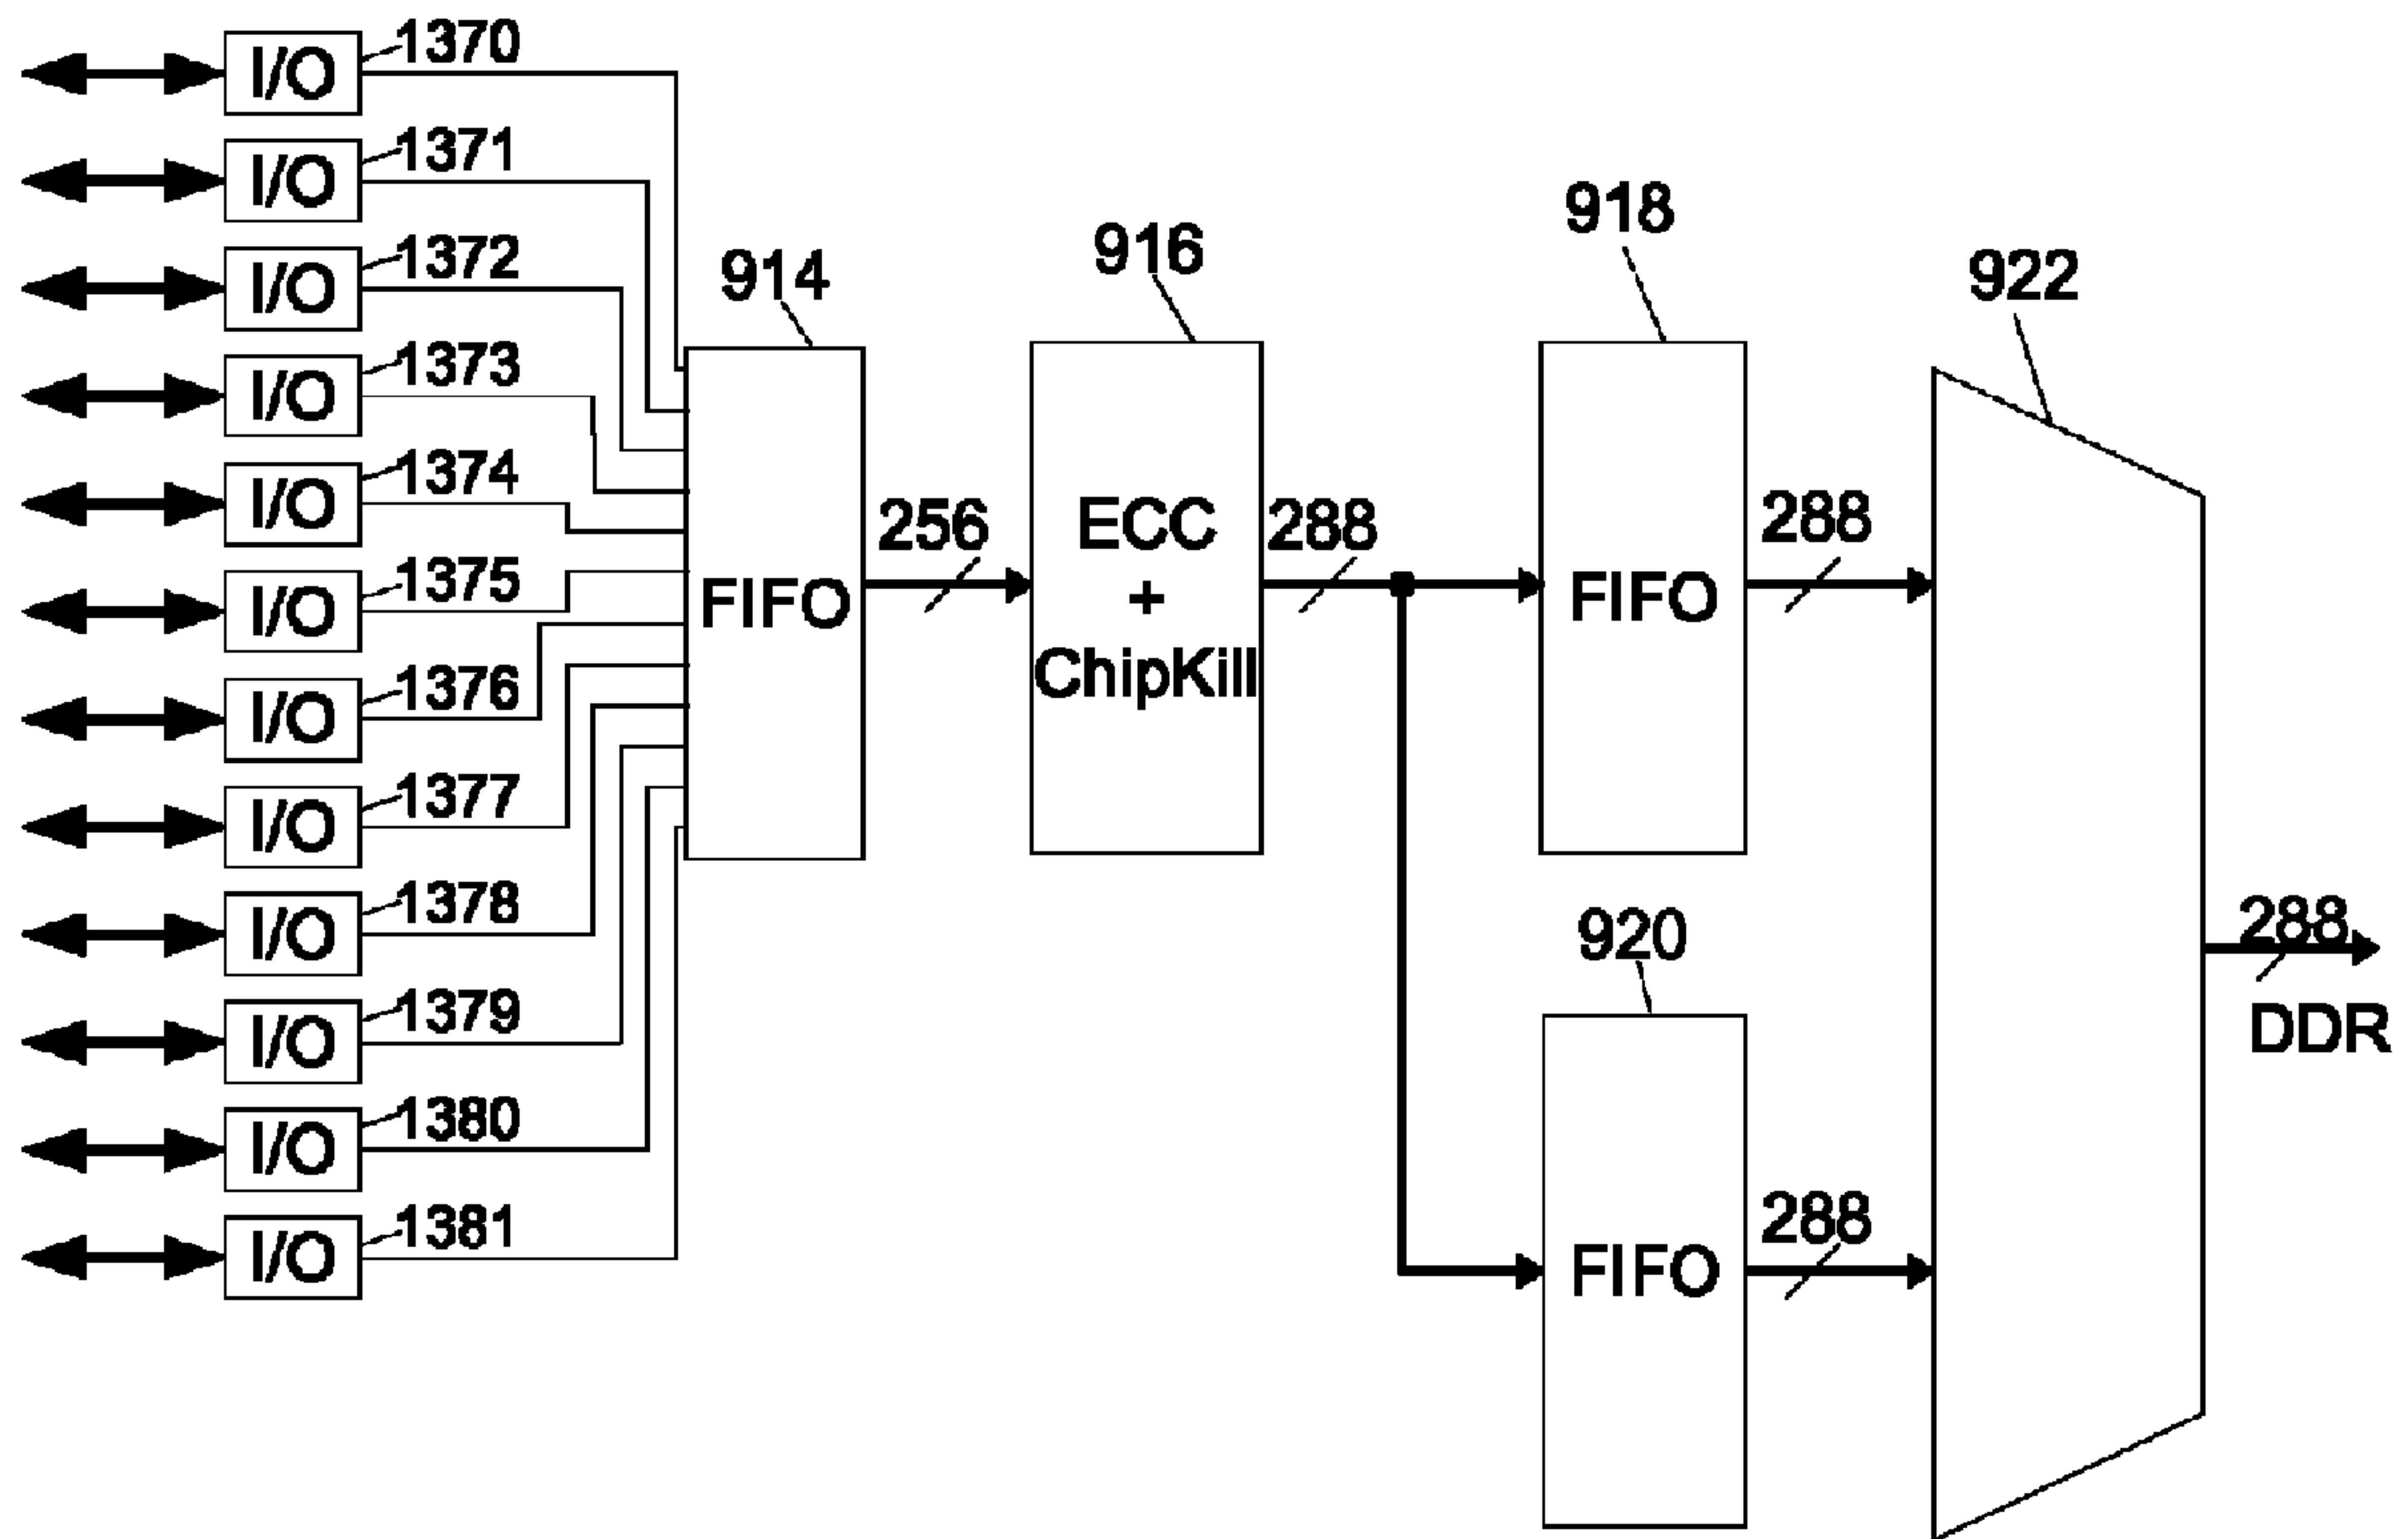 I/O 1370
I/O 1371
I/O 1372
I/O 1373
I/O 1374
I/O 1375
I/O 1376
I/O 1377
I/O 1378
I/O 1379
I/O 1380
I/O 1381
914
FIFO
256
916
ECC
+
ChipKill
288
918
FIFO
288
920
FIFO
288
922
288
DDR